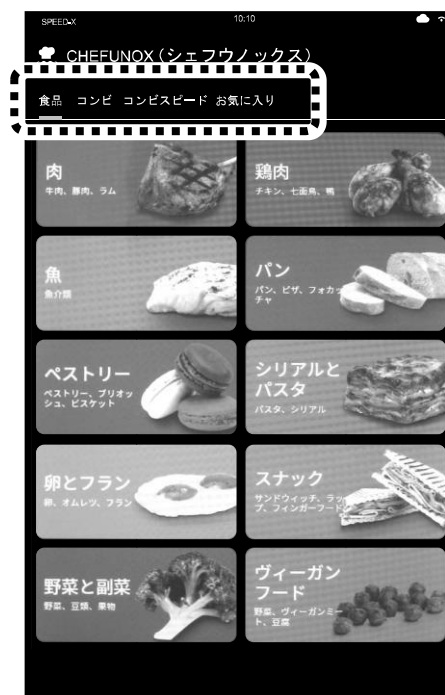 SPEED-X 10:10
CHEFUNOX (シェフウノックス)
食品 コンビ コンビスピード お気に入り
肉
牛肉、豚肉、ラム
鶏肉
チキン、七面鳥、鴨
魚
魚介類
パン
パン、ピザ、フォカッ
チャ
ペストリー
ペストリー、ブリオッ
シュ、ビスケット
シリアルと
パスタ
パスタ、シリアル
卵とフラン
卵、オムレツ、フラン
スナック
サンドウィッチ、ラッ
プ、フィンガーフード
野菜と副菜
野菜、豆類、果物
ヴィーガン
フード
野菜、ヴィーガンミー
ト、豆腐